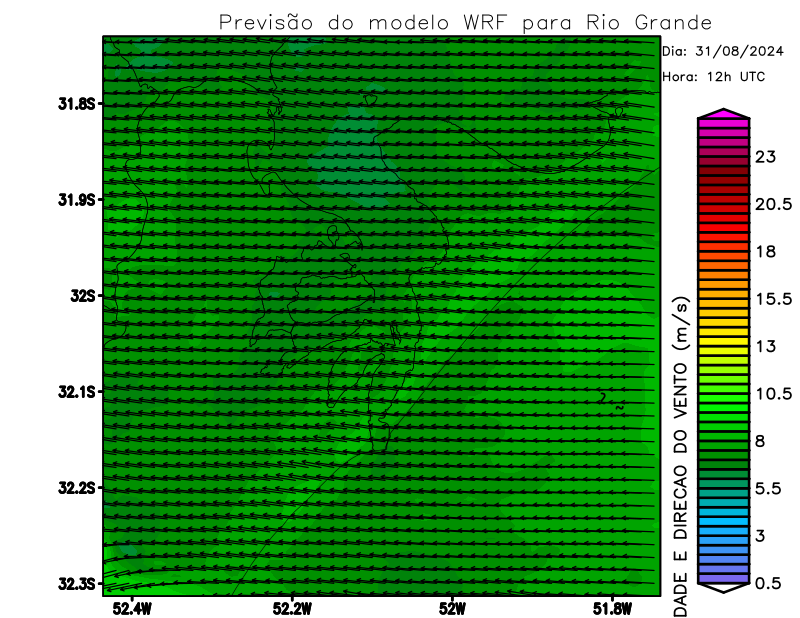 Previsão do modelo WRF para Rio Grande
Dia: 31/08/2024
Hora: 12h UTC
31.8S
31.9S
32S
32.1S
32.2S
32.3S
52.4W
52.2W
52W
51.8W
DADE E DIRECAO DO VENTO (m/s)
23
20.5
18
15.5
13
10.5
8
5.5
3
0.5